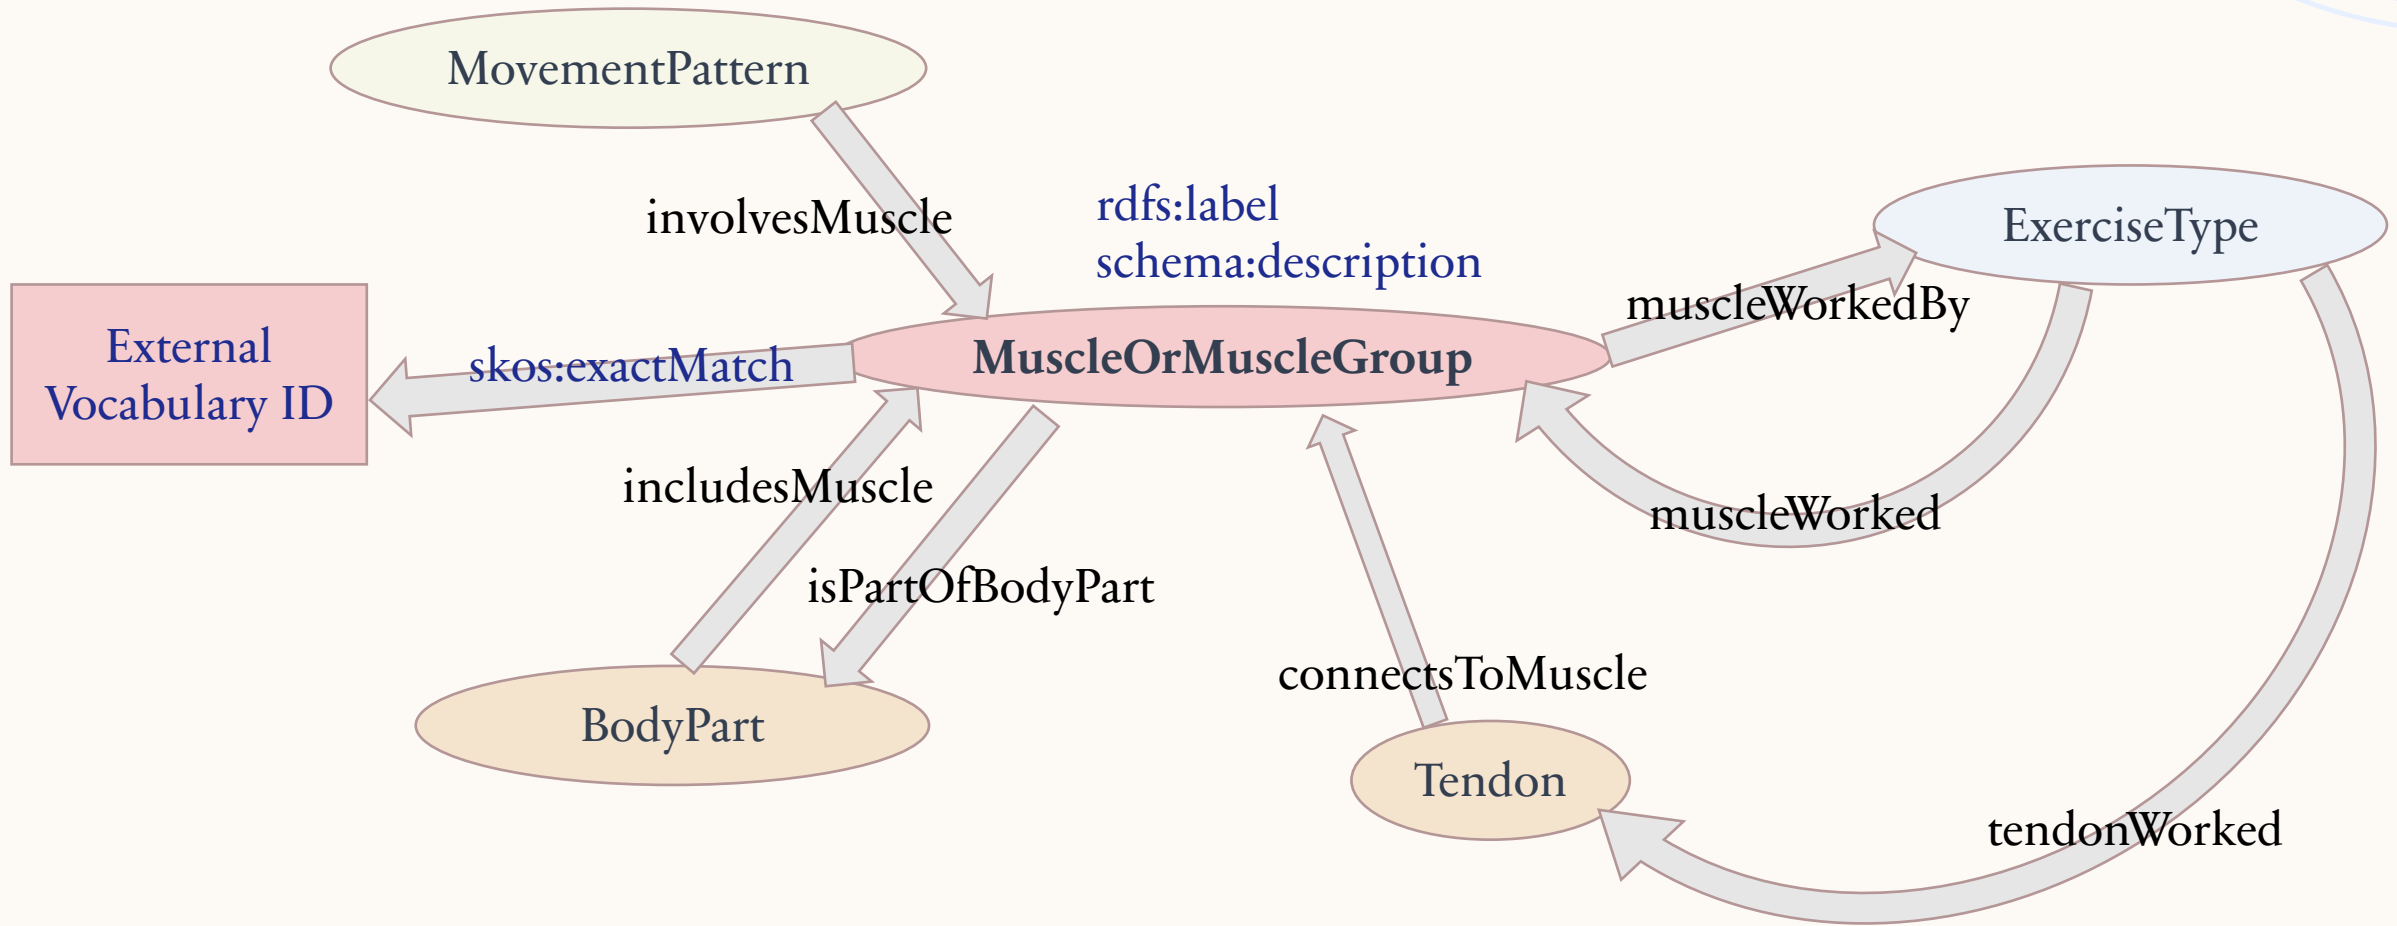 MovementPattern
involvesMuscle
rdfs:label
schema:description
ExerciseType
muscleWorkedBy
External
Vocabulary ID
skos:exactMatch
MuscleOrMuscleGroup
includesMuscle
muscleWorked
isPartOfBodyPart
connectsToMuscle
BodyPart
Tendon
tendonWorked